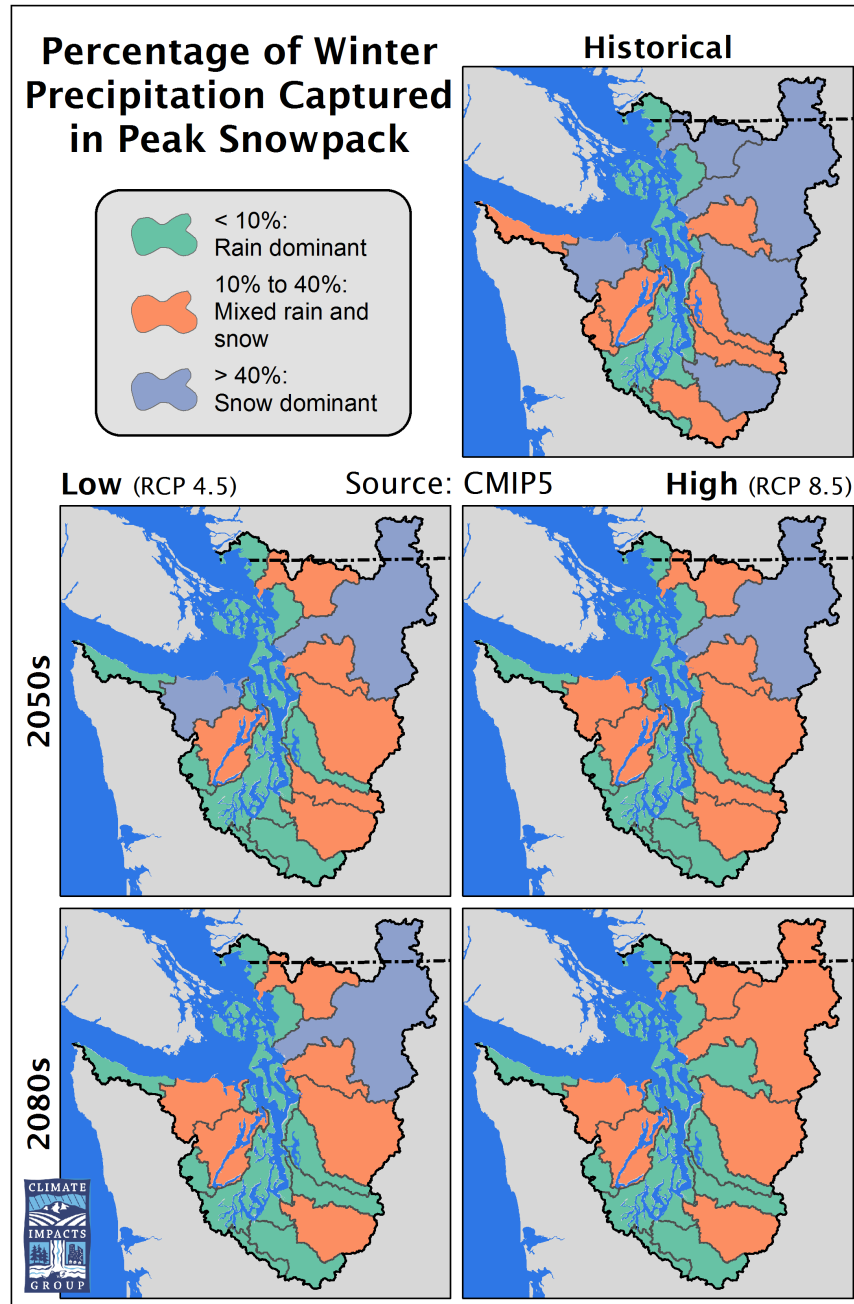 Percentage of Winter
Precipitation Captured
in Peak Snowpack
Historical
< 10%:
Rain dominant
10% to 40%:
Mixed rain and
snow
> 40%:
Snow dominant
Low (RCP 4.5) Source: CMIP5 High (RCP 8.5)
2050s
2080s
CLIMATE
IMPACTS
GROUP